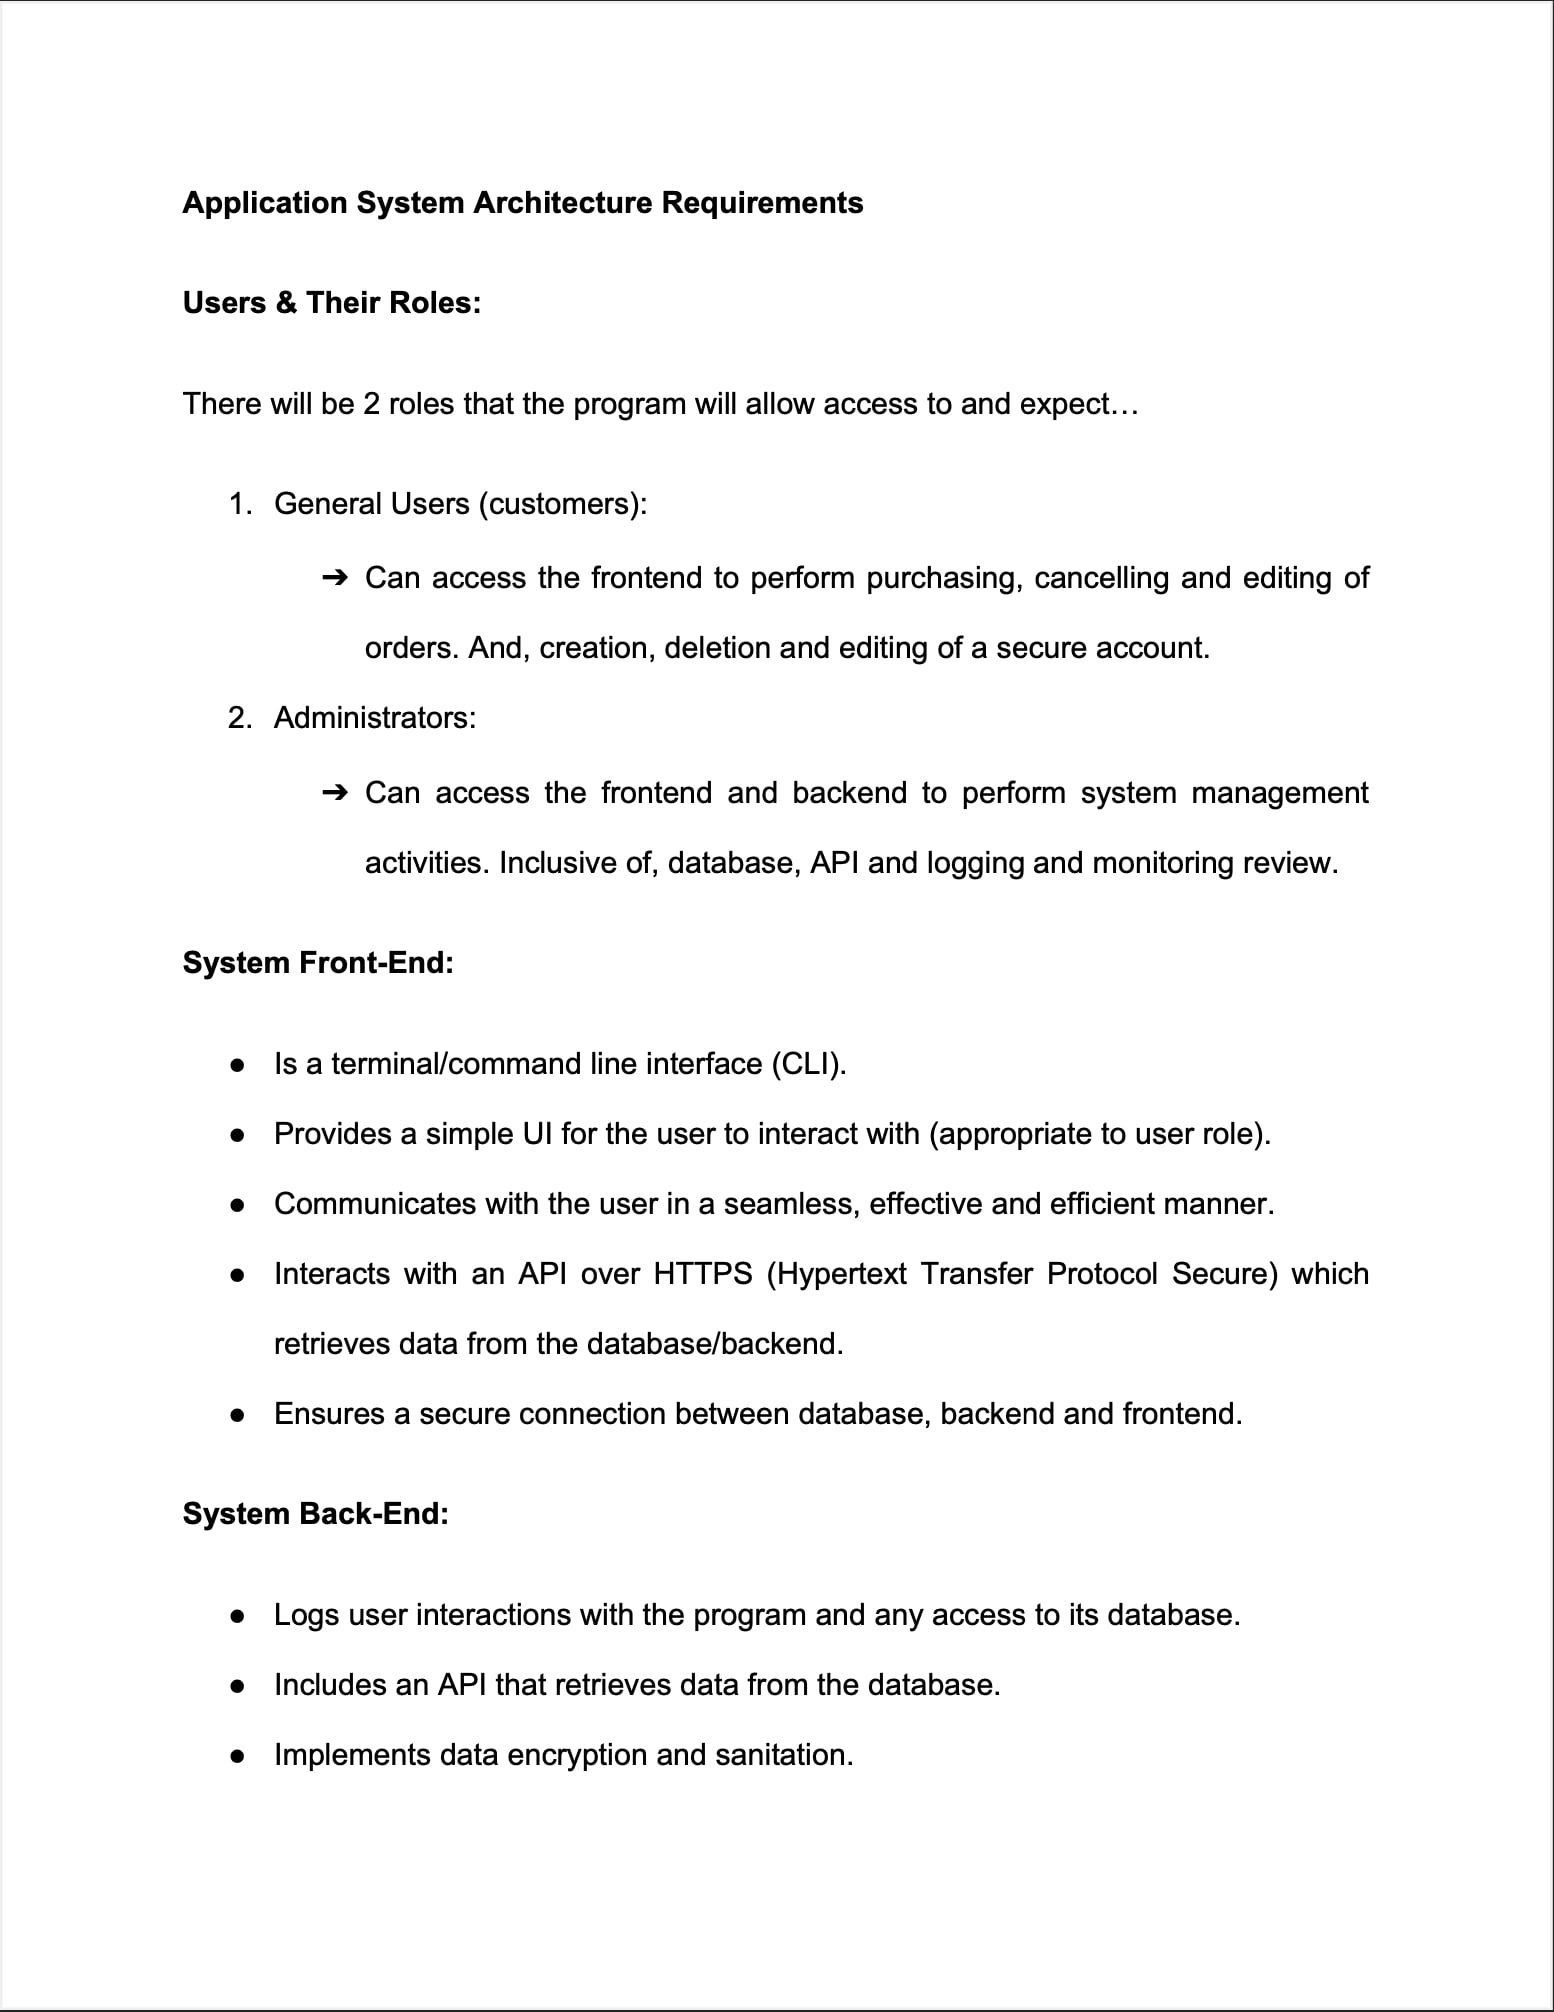 Application System Architecture Requirements
Users & Their Roles:
There will be 2 roles that the program will allow access to and expect…
1. General Users (customers):
➔ Can access the frontend to perform purchasing, cancelling and editing of
orders. And, creation, deletion and editing of a secure account.
2. Administrators:
➔ Can access the frontend and backend to perform system management
activities. Inclusive of, database, API and logging and monitoring review.
System Front-End:
● Is a terminal/command line interface (CLI).
● Provides a simple UI for the user to interact with (appropriate to user role).
● Communicates with the user in a seamless, effective and efficient manner.
● Interacts with an API over HTTPS (Hypertext Transfer Protocol Secure) which
retrieves data from the database/backend.
● Ensures a secure connection between database, backend and frontend.
System Back-End:
● Logs user interactions with the program and any access to its database.
● Includes an API that retrieves data from the database.
● Implements data encryption and sanitation.